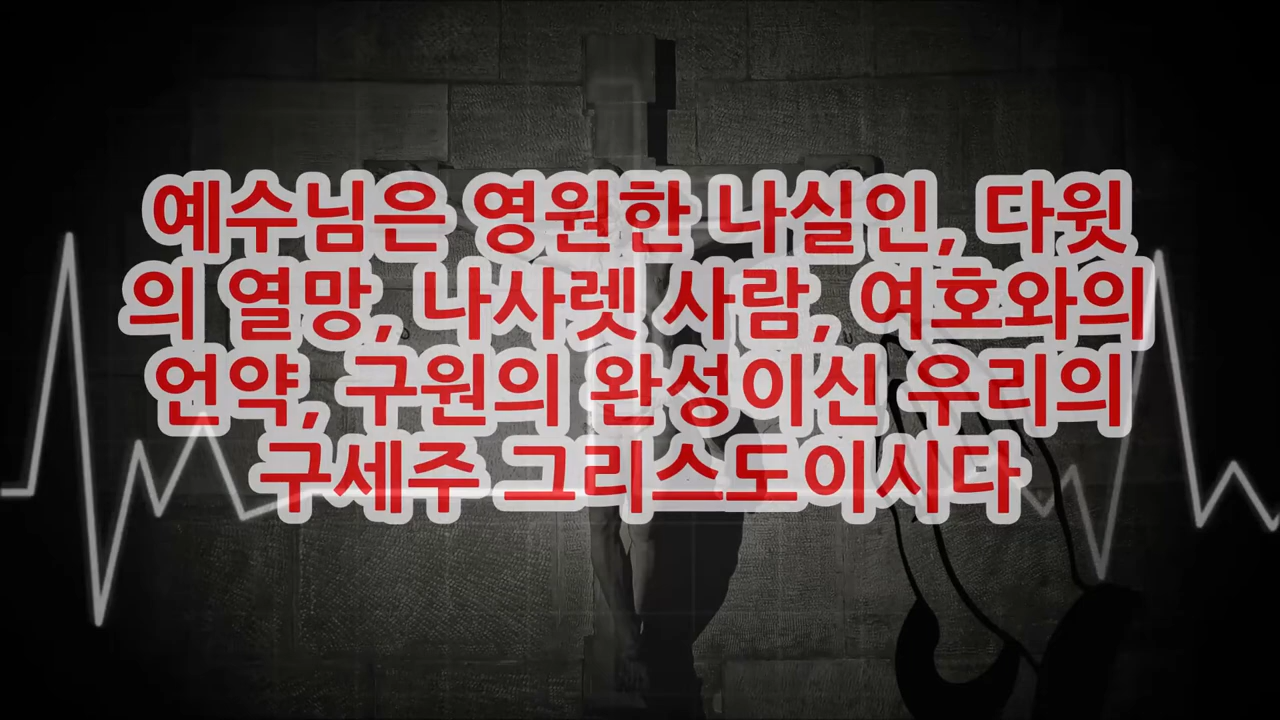 예수님은 영원한 나실인, 다윗
의 열망, 나사렛 사람, 여호와의
언약, 구원의 완성이신 우리의
구세주 그리스도이시다